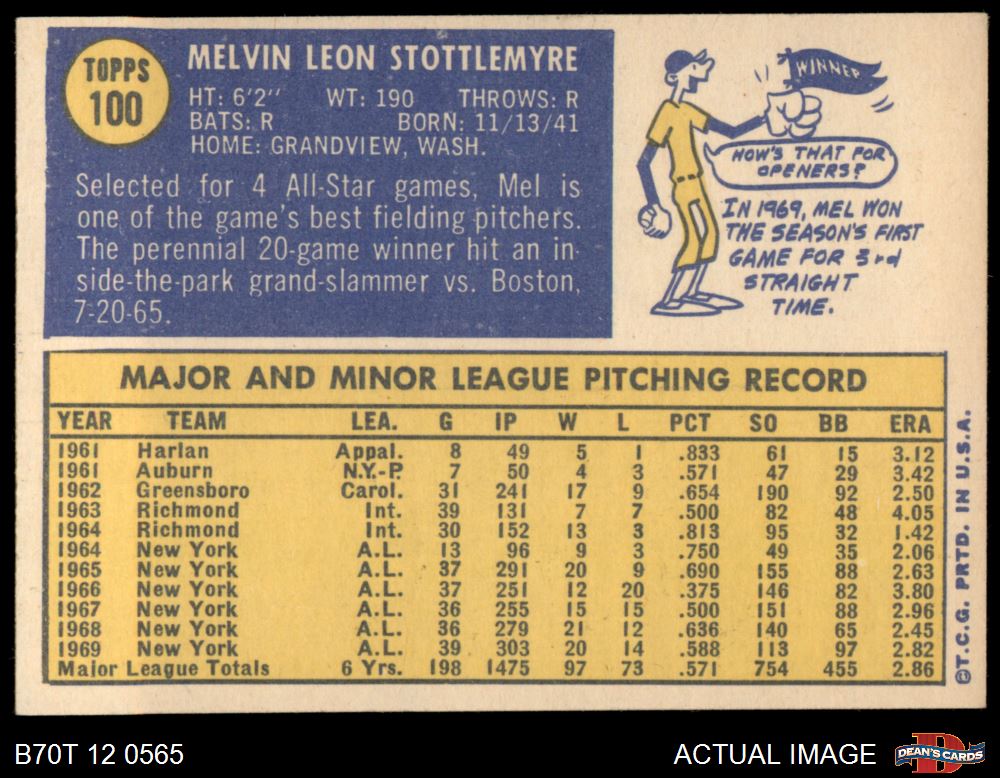 TOPPS
100
MELVIN LEON STOTTLEMYRE
HT: 6'2" WT: 190 THROWS: R
BATS: R BORN: 11/13/41
HOME: GRANDVIEW, WASH.
Selected for 4 All-Star games, Mel is
one of the game's best fielding pitchers.
The perennial 20-game winner hit an in-
side-the-park grand-slammer vs. Boston,
7-20-65.
WINNER
HOW'S THAT FOR
OPENERS?
IN 1969, MEL WON
THE SEASON'S FIRST
GAME FOR 3rd
STRAIGHT
TIME.
MAJOR AND MINOR LEAGUE PITCHING RECORD
YEAR TEAM LEA. G IP W L PCT SO BB ERA
1961 Harlan Appal. 8 49 5 1 .833 61 15 3.12
1961 Auburn N.Y.-P. 7 50 4 3 .571 47 29 3.42
1962 Greensboro Carol. 31 241 17 9 .654 190 92 2.50
1963 Richmond Int. 39 131 7 7 .500 82 48 4.05
1964 Richmond Int. 30 152 13 3 .813 95 32 1.42
1964 New York A.L. 13 96 9 3 .750 49 35 2.06
1965 New York A.L. 37 291 20 9 .690 155 88 2.63
1966 New York A.L. 37 251 12 20 .375 146 82 3.80
1967 New York A.L. 36 255 15 15 .500 151 88 2.96
1968 New York A.L. 36 279 21 12 .636 140 65 2.45
1969 New York A.L. 39 303 20 14 .588 113 97 2.82
Major League Totals 6 Yrs. 198 1475 97 73 .571 754 455 2.86
©T.C.G. PRTD. IN U.S.A.
B70T 12 0565
ACTUAL IMAGE
DEAN'S CARDS